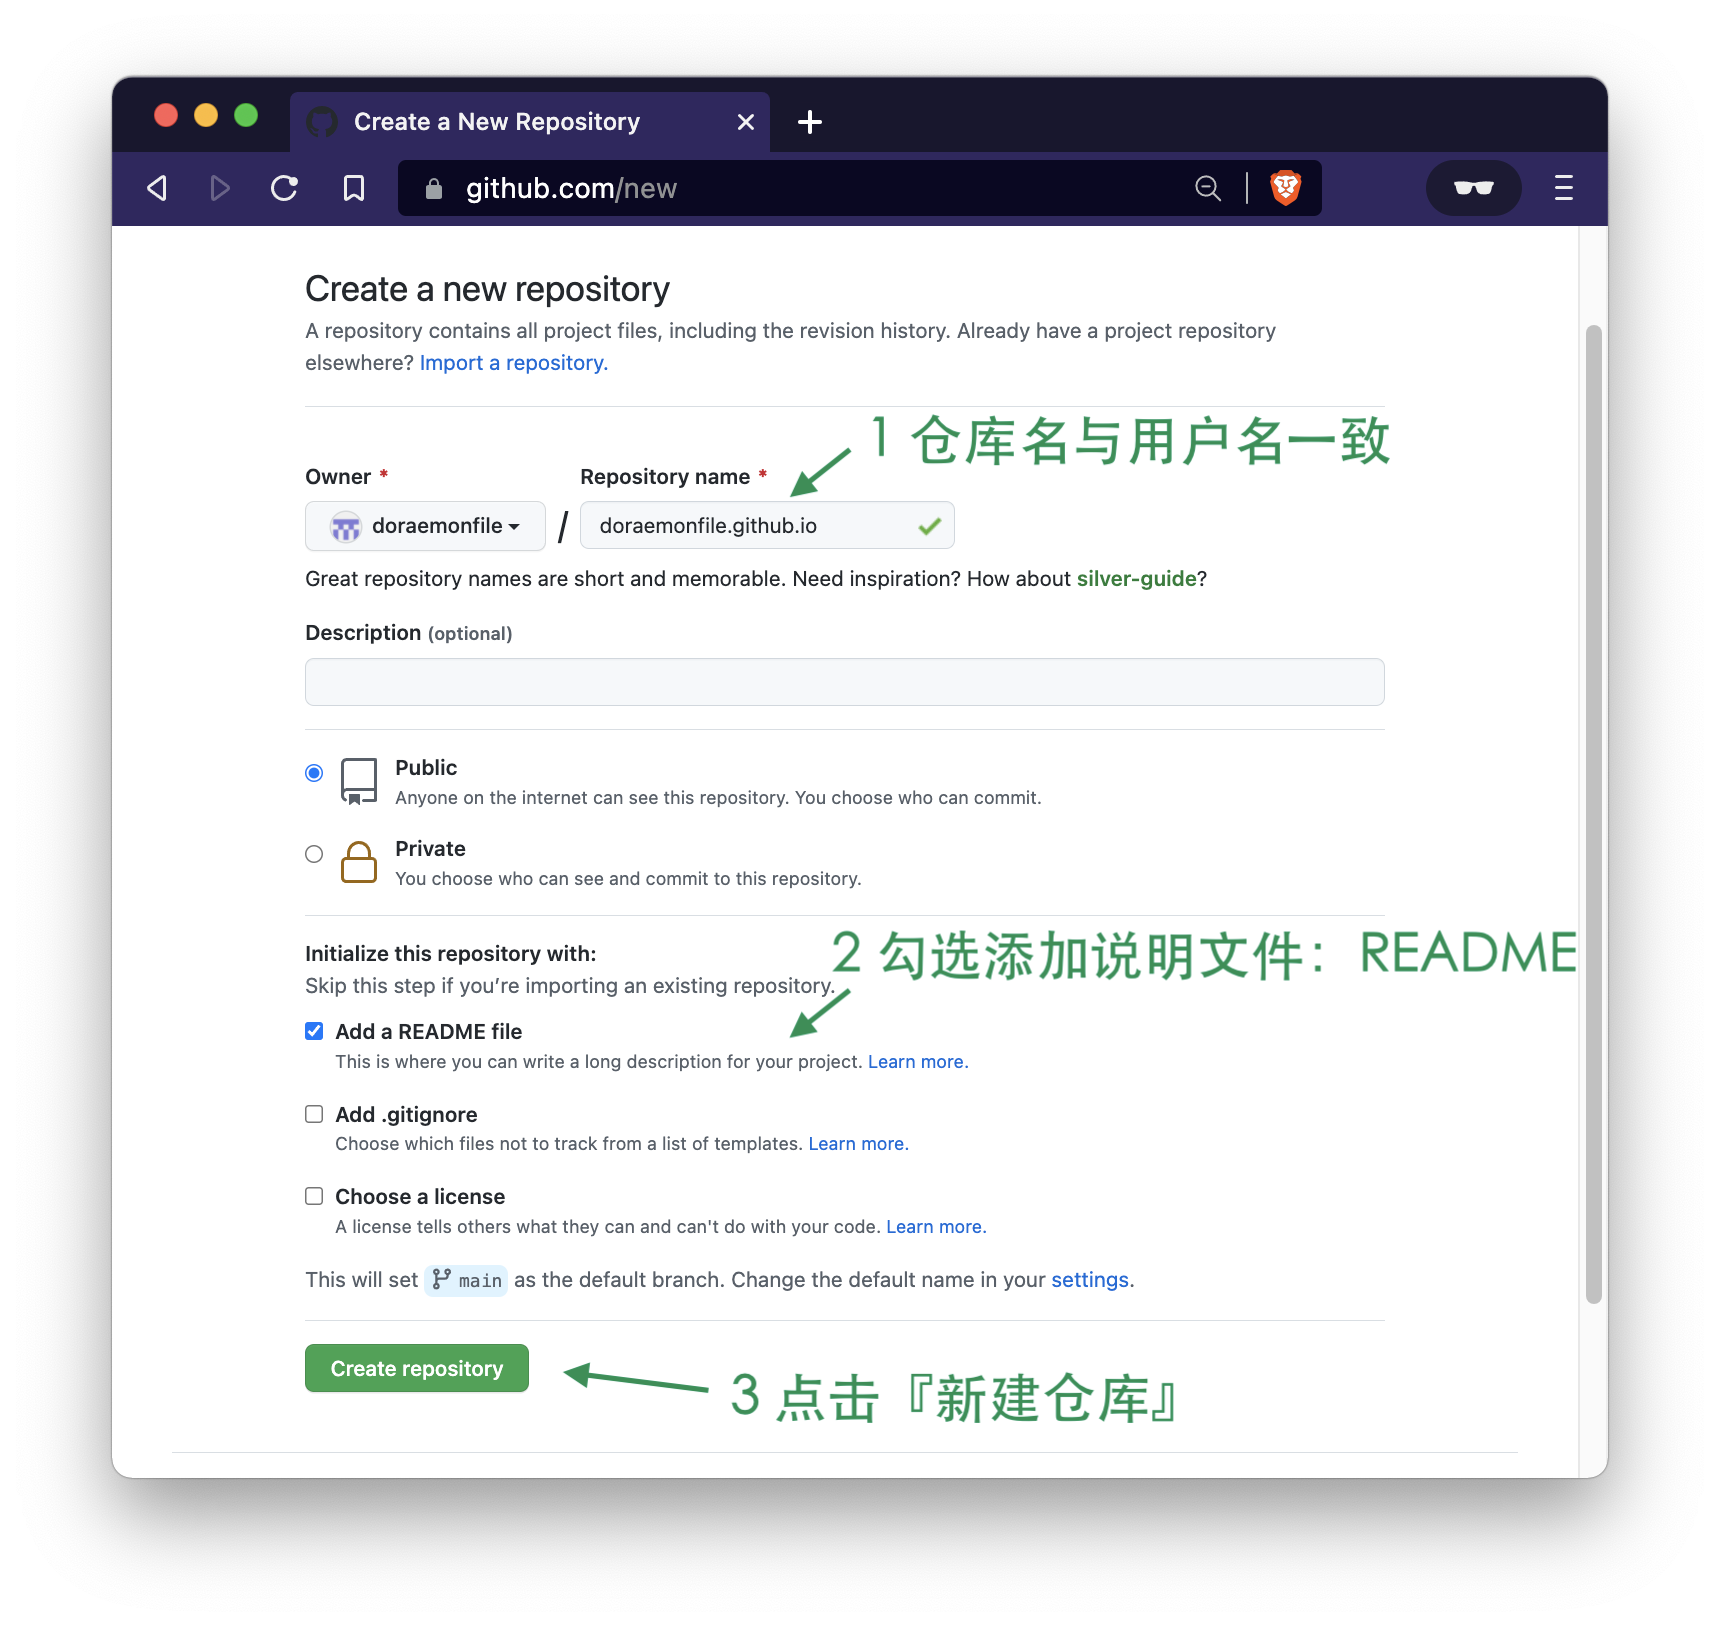 Create a New Repository
github.com/new
Create a new repository
A repository contains all project files, including the revision history. Already have a project repository
elsewhere? Import a repository.
1 仓库名与用户名一致
Owner * Repository name *
doraemonfile / doraemonfile.github.io
Great repository names are short and memorable. Need inspiration? How about silver-guide?
Description (optional)
Public
Anyone on the internet can see this repository. You choose who can commit.
Private
You choose who can see and commit to this repository.
2 勾选添加说明文件：README
Initialize this repository with:
Skip this step if you’re importing an existing repository.
Add a README file
This is where you can write a long description for your project. Learn more.
Add .gitignore
Choose which files not to track from a list of templates. Learn more.
Choose a license
A license tells others what they can and can't do with your code. Learn more.
This will set main as the default branch. Change the default name in your settings.
Create repository
3 点击『新建仓库』